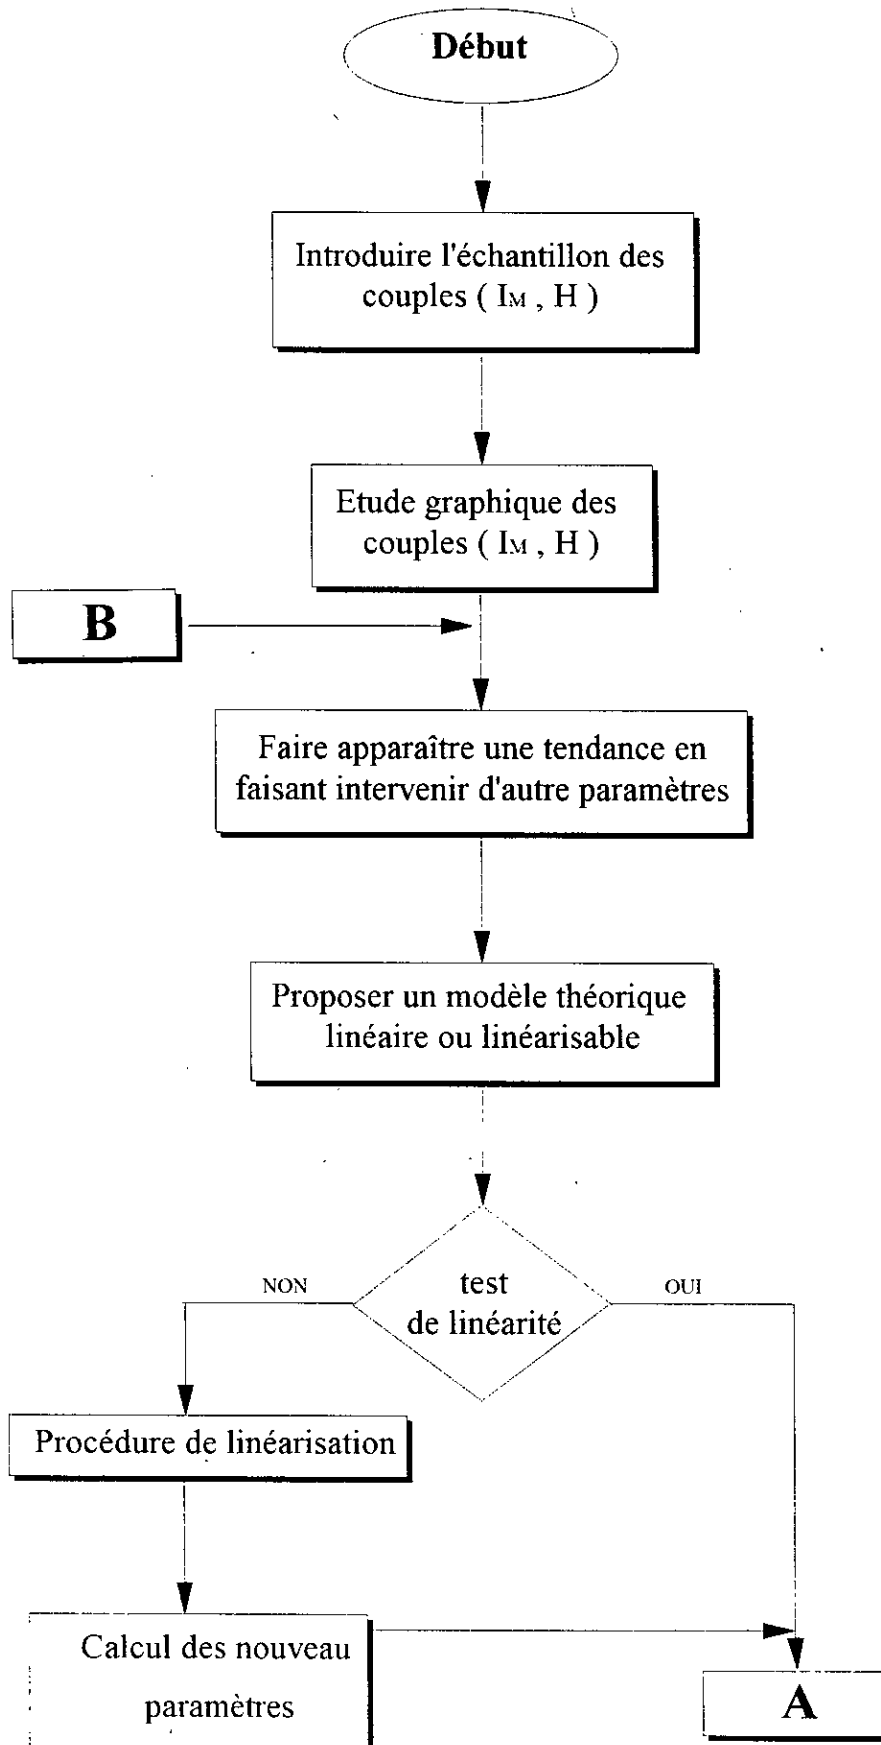 Début
Introduire l'échantillon des
couples ( IM , H )
Etude graphique des
couples ( IM , H )
B
Faire apparaître une tendance en
faisant intervenir d'autre paramètres
Proposer un modèle théorique
linéaire ou linéarisable
NON
test
OUI
de linéarité
Procédure de linéarisation
Calcul des nouveau
paramètres
A